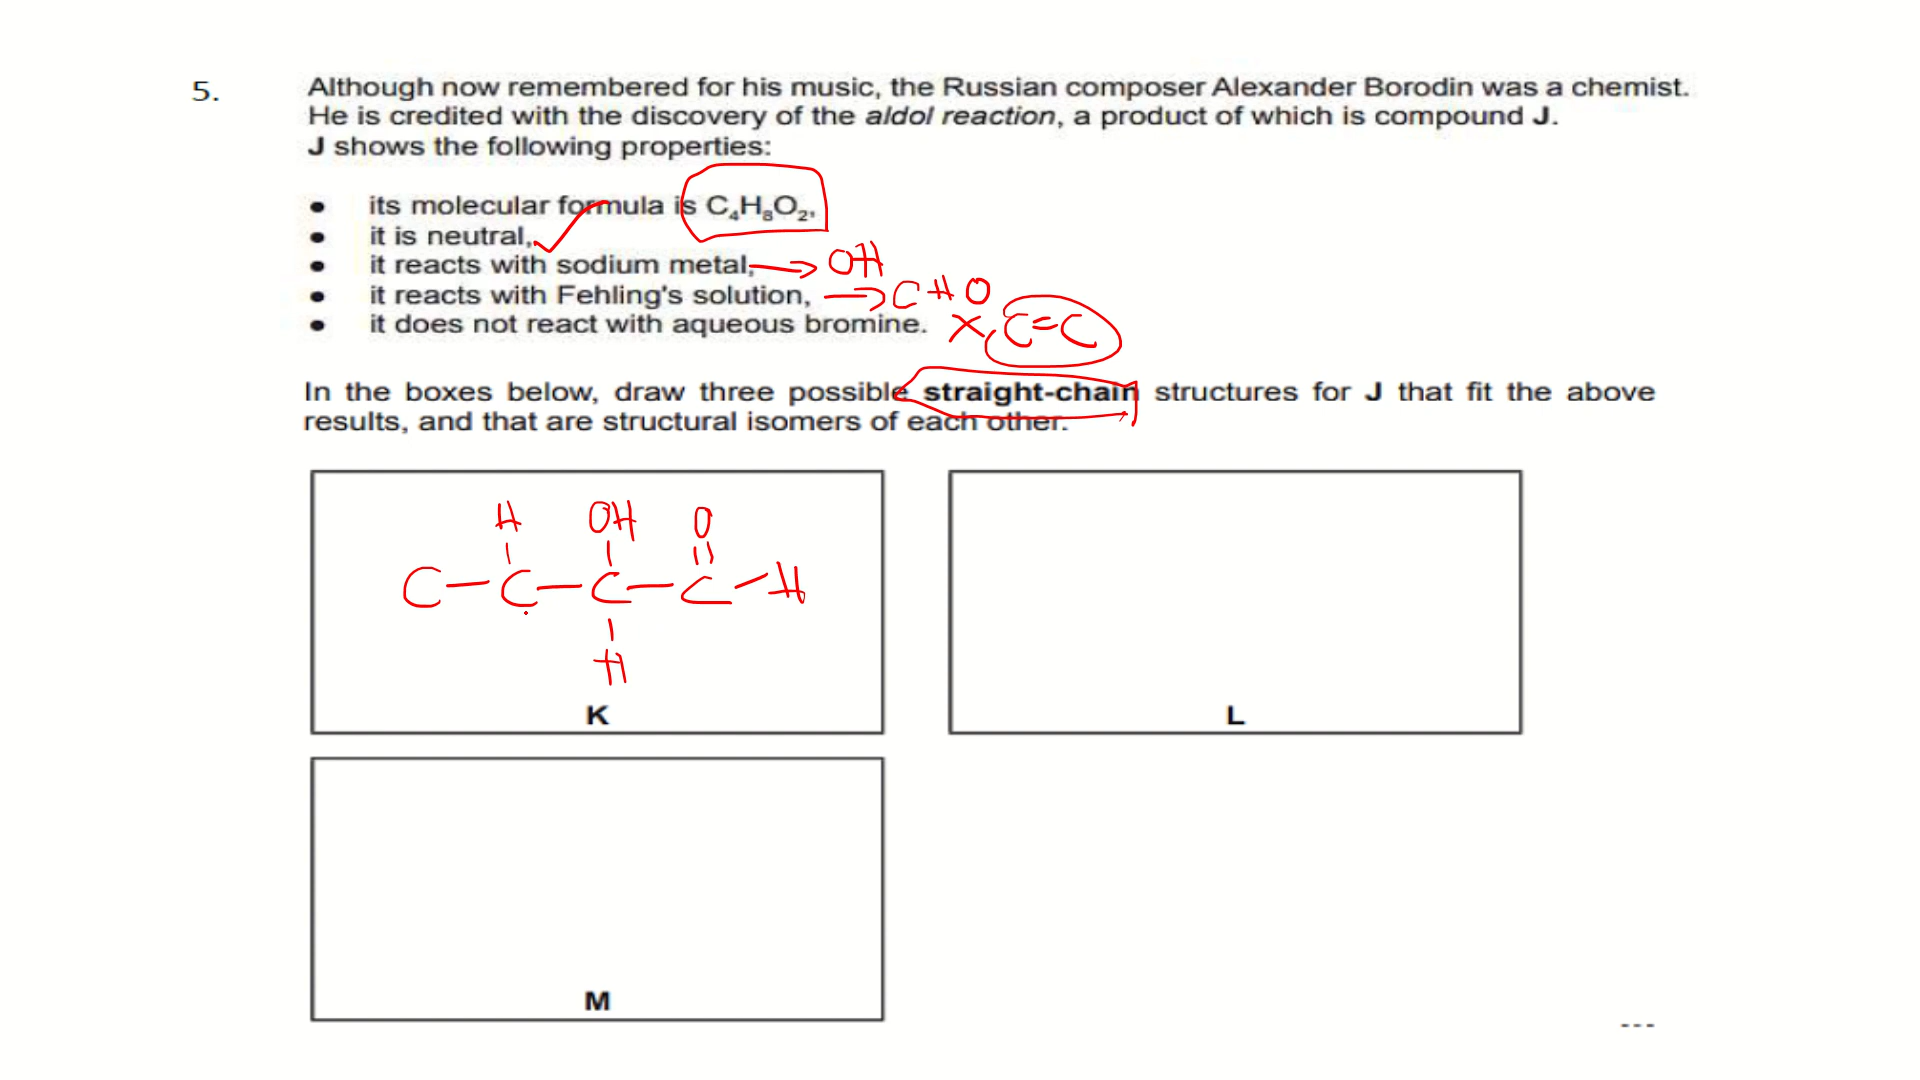 5.
Although now remembered for his music, the Russian composer Alexander Borodin was a chemist.
He is credited with the discovery of the aldol reaction, a product of which is compound J.
J shows the following properties:
• its molecular formula is C₄H₈O₂,
• it is neutral,
• it reacts with sodium metal, → OH
• it reacts with Fehling's solution, → CHO
• it does not react with aqueous bromine. X C=C
In the boxes below, draw three possible straight-chain structures for J that fit the above
results, and that are structural isomers of each other.
H OH O
C—C—C—C—H
H
K
L
M
---